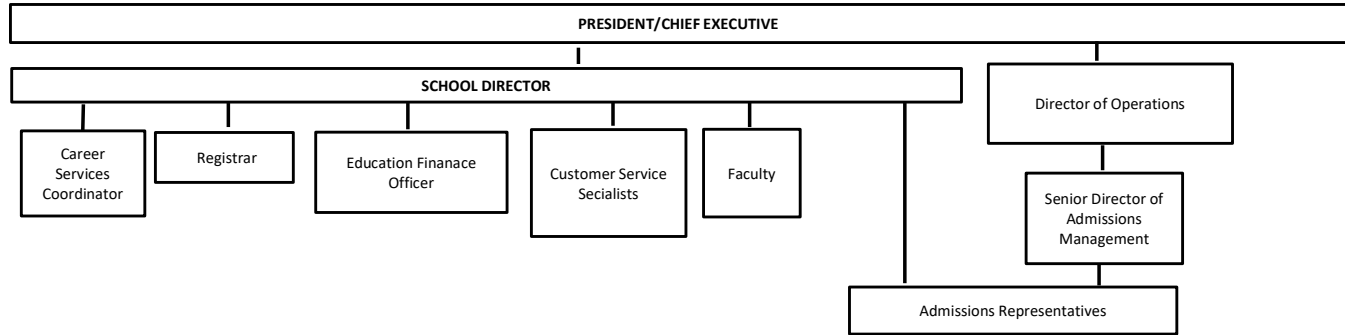 PRESIDENT/CHIEF EXECUTIVE
SCHOOL DIRECTOR
Director of Operations
Career
Services
Coordinator
Registrar
Education Finanace
Officer
Customer Service
Secialists
Faculty
Senior Director of
Admissions
Management
Admissions Representatives